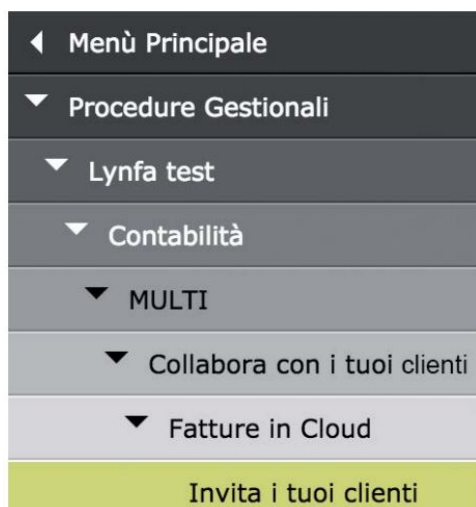 Menù Principale
Procedure Gestionali
Lynfa test
Contabilità
MULTI
Collabora con i tuoi clienti
Fatture in Cloud
Invita i tuoi clienti